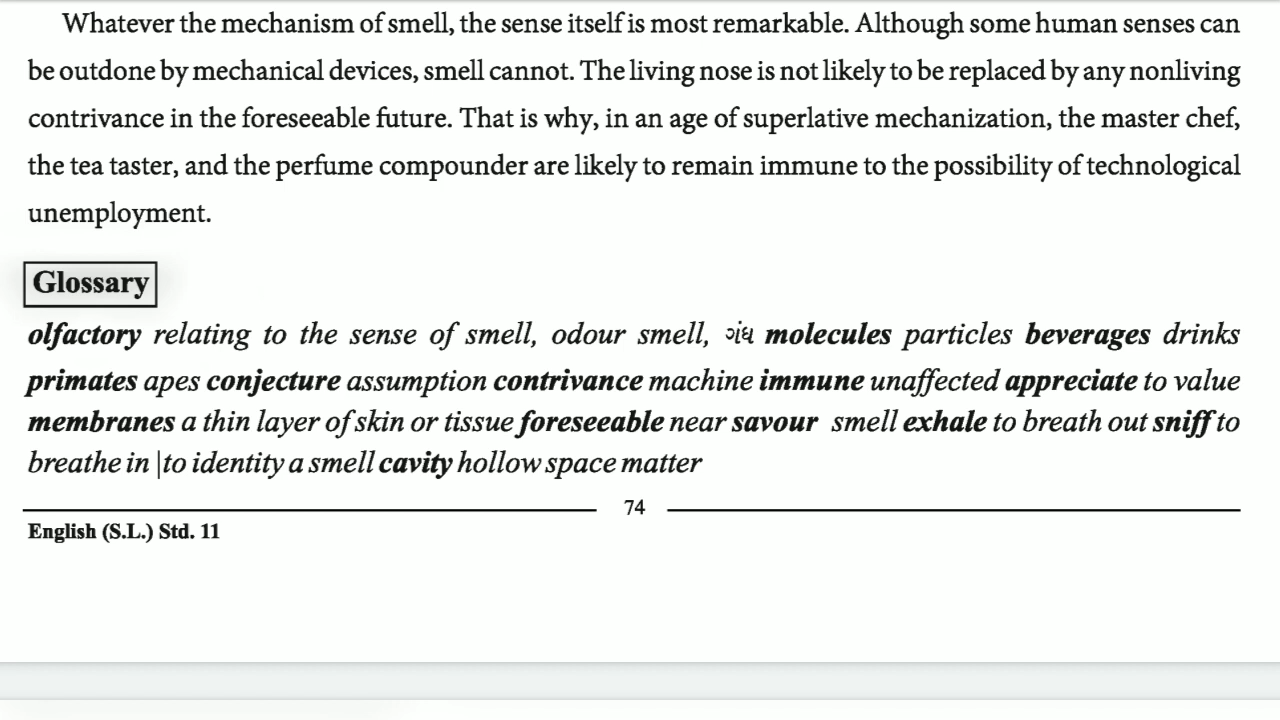 Whatever the mechanism of smell, the sense itself is most remarkable. Although some human senses can
be outdone by mechanical devices, smell cannot. The living nose is not likely to be replaced by any nonliving
contrivance in the foreseeable future. That is why, in an age of superlative mechanization, the master chef,
the tea taster, and the perfume compounder are likely to remain immune to the possibility of technological
unemployment.
Glossary
olfactory relating to the sense of smell, odour smell, ગંધ molecules particles beverages drinks
primates apes conjecture assumption contrivance machine immune unaffected appreciate to value
membranes a thin layer of skin or tissue foreseeable near savour smell exhale to breath out sniff to
breathe in |to identity a smell cavity hollow space matter
74
English (S.L.) Std. 11